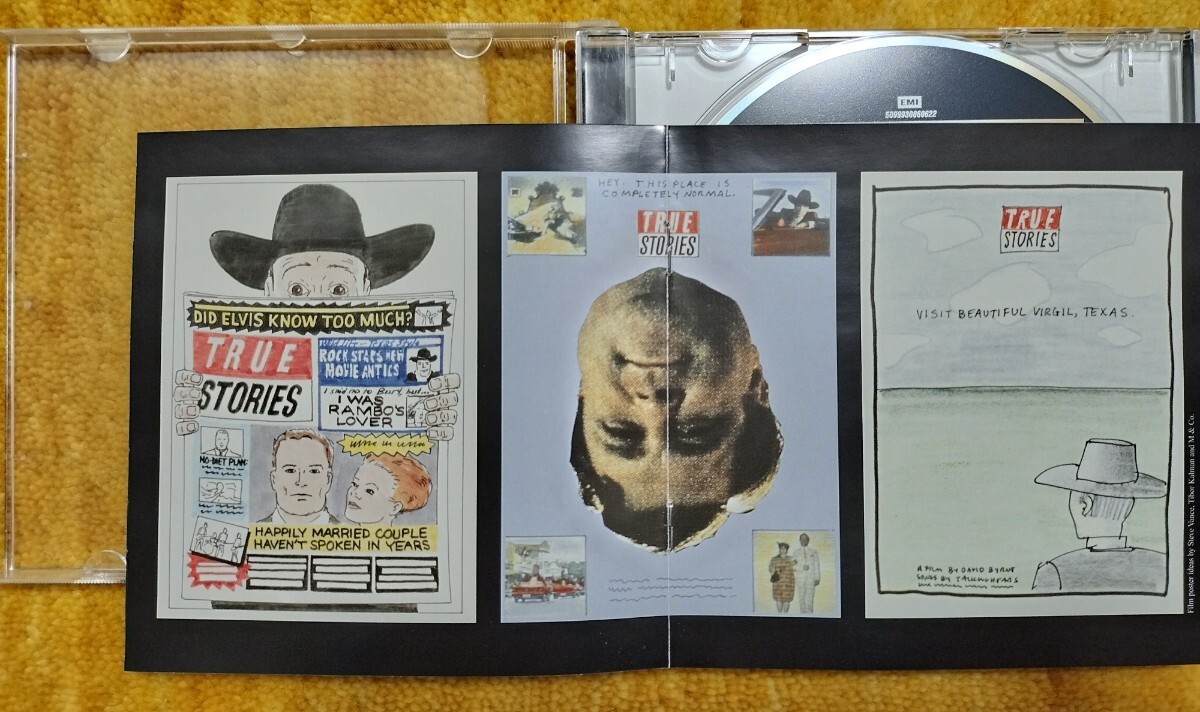 EMI
5099930060622
DID ELVIS KNOW TOO MUCH?
TRUE
STORIES
ROCK STARS NEW
MOVIE ANTICS
I WAS
RAMBO'S
LOVER
NO-DIET PLAN:
HAPPILY MARRIED COUPLE
HAVEN'T SPOKEN IN YEARS
HEY. THIS PLACE IS
COMPLETELY NORMAL.
TRUE
STORIES
TRUE
STORIES
VISIT BEAUTIFUL VIRGIL, TEXAS.
A FILM BY DAVID BYRNE
SONGS BY TALKING HEADS
Film poster ideas by Steve Vance, Tibor Kalman and M & Co.